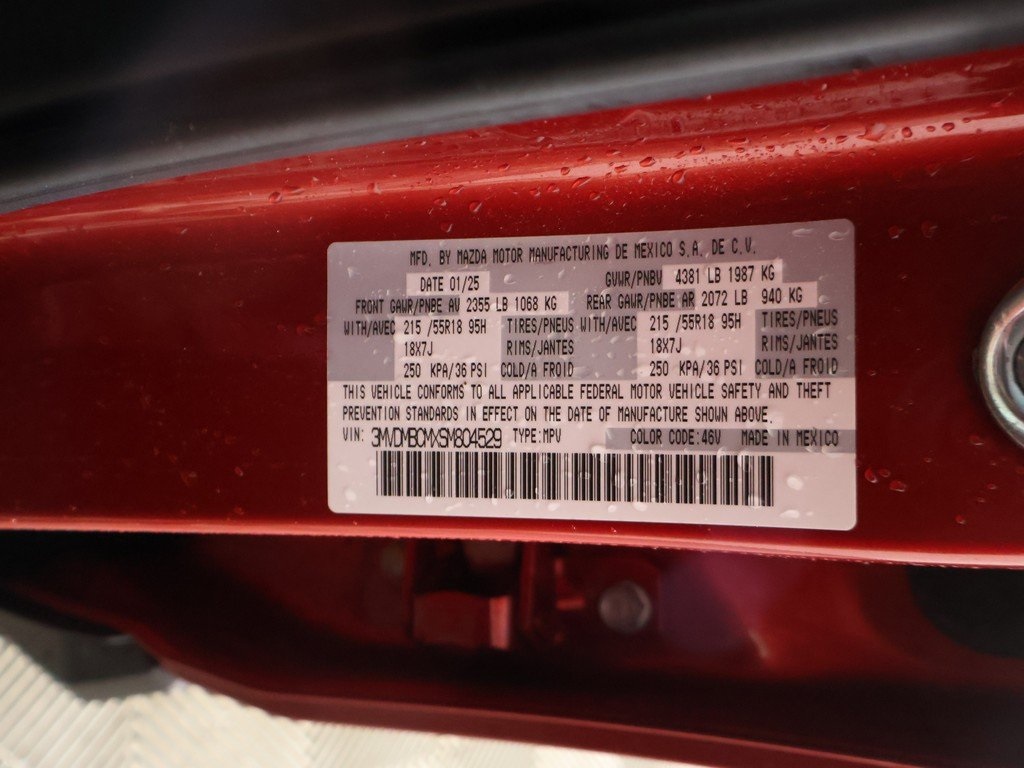 MFD. BY MAZDA MOTOR MANUFACTURING DE MEXICO S.A. DE C.V.
DATE 01/25 GVWR/PNBV 4381 LB 1987 KG
FRONT GAWR/PNBE AV 2355 LB 1068 KG REAR GAWR/PNBE AR 2072 LB 940 KG
WITH/AVEC 215 /55R18 95H TIRES/PNEUS WITH/AVEC 215 /55R18 95H TIRES/PNEUS
18X7J RIMS/JANTES 18X7J RIMS/JANTES
250 KPA/36 PSI COLD/A FROID 250 KPA/36 PSI COLD/A FROID
THIS VEHICLE CONFORMS TO ALL APPLICABLE FEDERAL MOTOR VEHICLE SAFETY AND THEFT
PREVENTION STANDARDS IN EFFECT ON THE DATE OF MANUFACTURE SHOWN ABOVE.
VIN: 3MVDMBCMXSM804529 TYPE:MPV COLOR CODE:46V MADE IN MEXICO